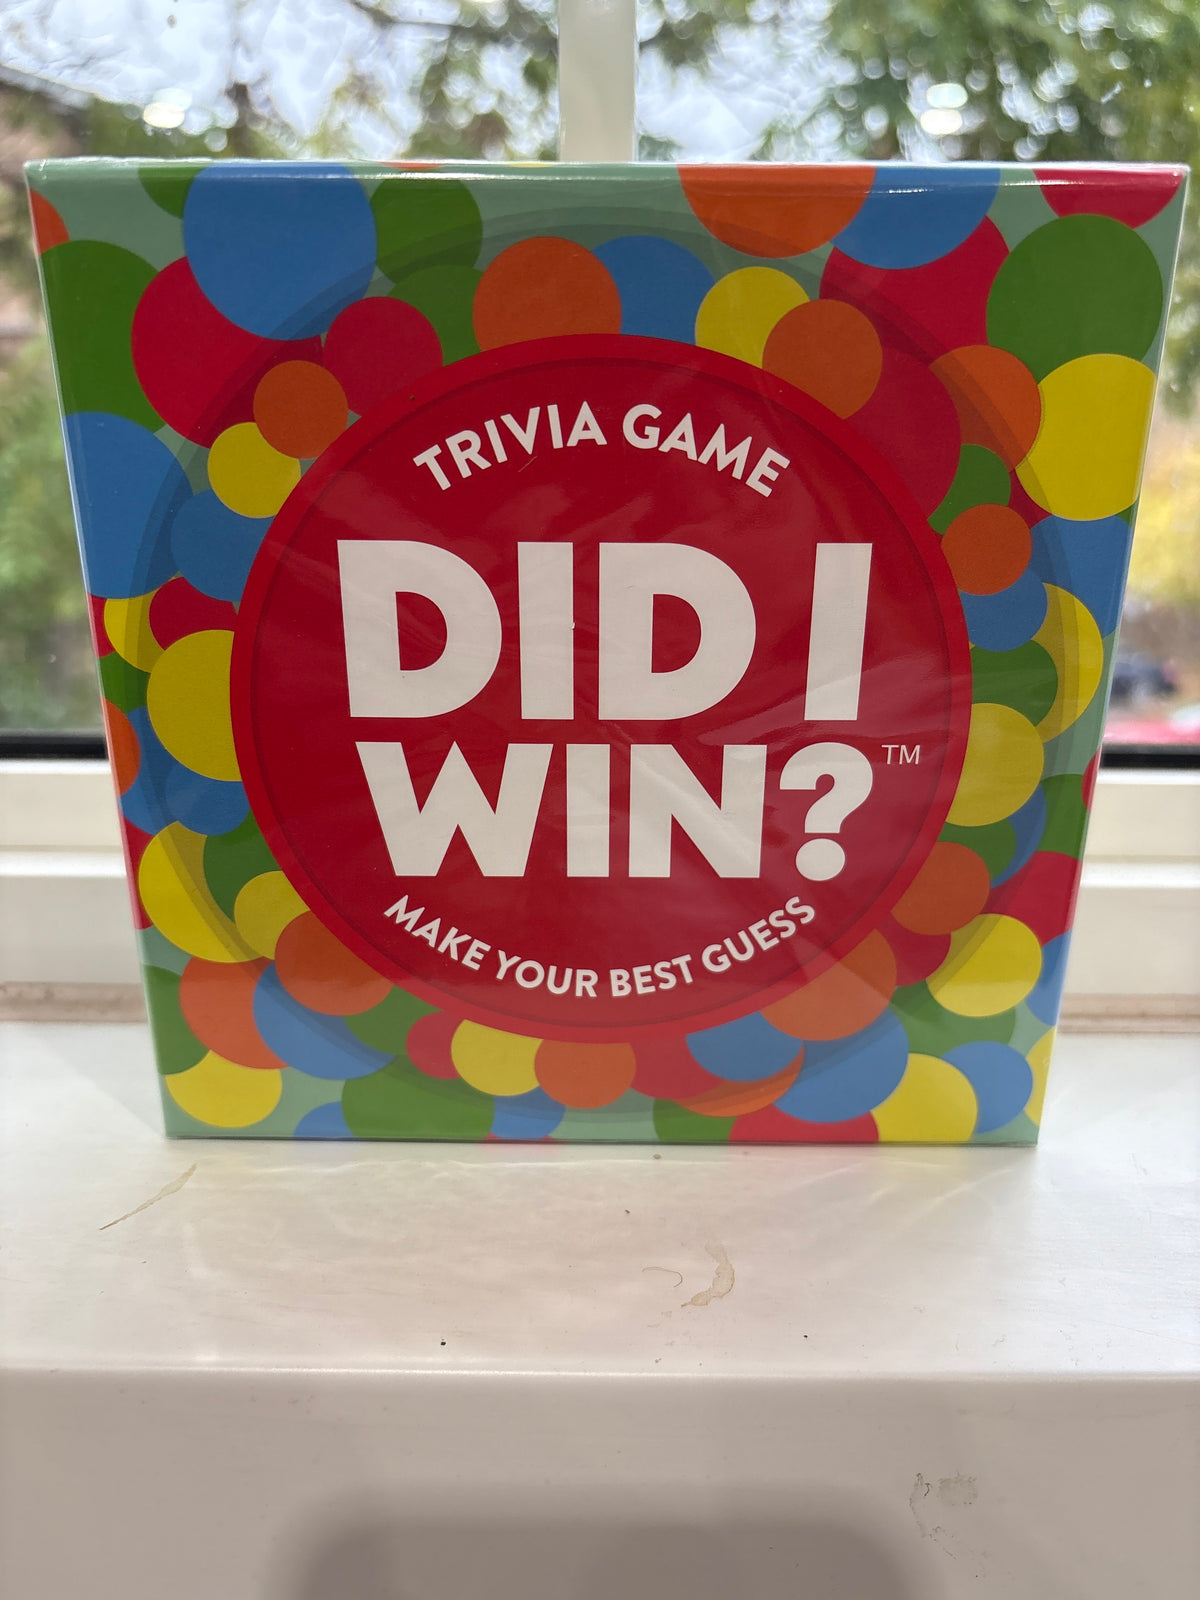 TRIVIA GAME
DID I
WIN?™
MAKE YOUR BEST GUESS